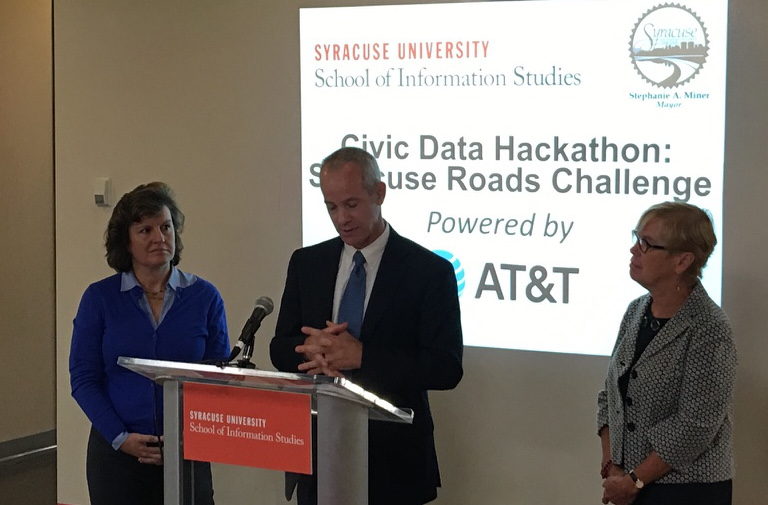 SYRACUSE UNIVERSITY
School of Information Studies
Syracuse
Stephanie A. Miner
Mayor
Civic Data Hackathon:
Syracuse Roads Challenge
Powered by
AT&T
SYRACUSE UNIVERSITY
School of Information Studies